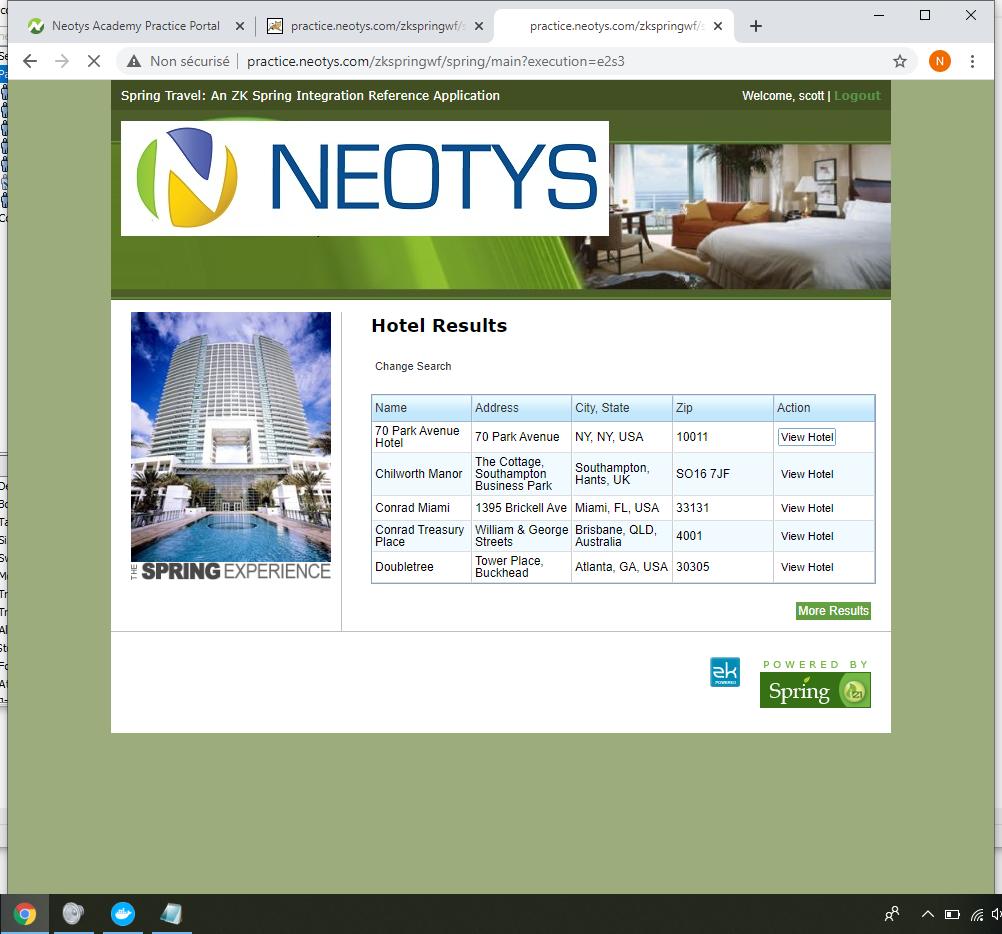 Neotys Academy Practice Portal
practice.neotys.com/zkspringwf/s
practice.neotys.com/zkspringwf/s
Non sécurisé
practice.neotys.com/zkspringwf/spring/main?execution=e2s3
N
Spring Travel: An ZK Spring Integration Reference Application
Welcome, scott | Logout
NEOTYS
THE SPRING EXPERIENCE
Hotel Results
Change Search
Name Address City, State Zip Action
70 Park Avenue Hotel 70 Park Avenue NY, NY, USA 10011 View Hotel
Chilworth Manor The Cottage, Southampton Business Park Southampton, Hants, UK SO16 7JF View Hotel
Conrad Miami 1395 Brickell Ave Miami, FL, USA 33131 View Hotel
Conrad Treasury Place William & George Streets Brisbane, QLD, Australia 4001 View Hotel
Doubletree Tower Place, Buckhead Atlanta, GA, USA 30305 View Hotel
More Results
zk
POWERED
POWERED BY
Spring